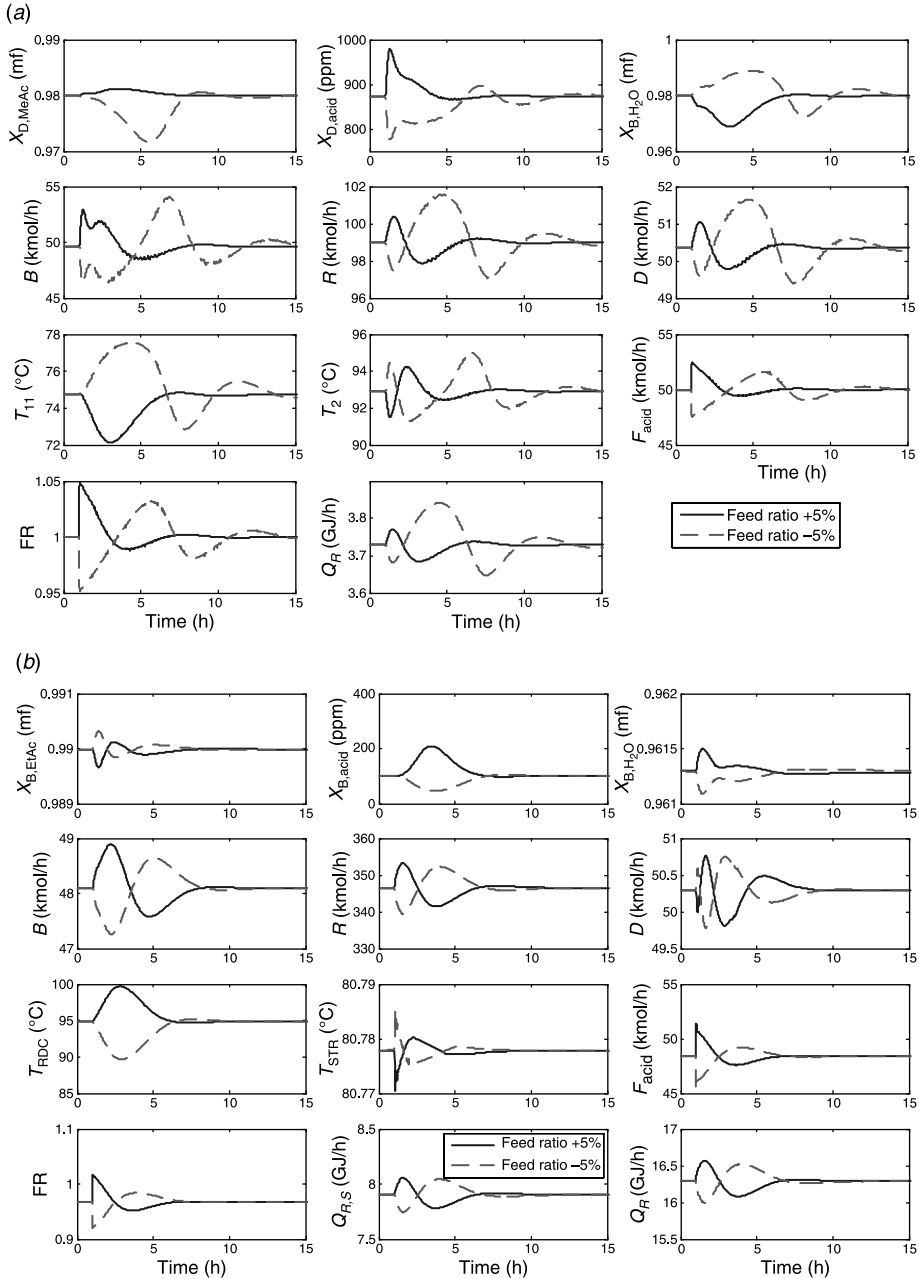 (a)
X_D,MeAc (mf)
0.99
0.98
0.97
0 5 10 15
X_D,acid (ppm)
1000
900
800
0 5 10 15
X_B,H2O (mf)
1
0.98
0.96
0 5 10 15
B (kmol/h)
55
50
45
0 5 10 15
R (kmol/h)
102
100
98
96
0 5 10 15
D (kmol/h)
52
51
50
49
0 5 10 15
T11 (°C)
78
76
74
72
0 5 10 15
T2 (°C)
96
94
92
90
0 5 10 15
F_acid (kmol/h)
55
50
45
0 5 10 15
Time (h)
FR
1.05
1
0.95
0 5 10 15
Time (h)
Q_R (GJ/h)
3.8
3.7
3.6
0 5 10 15
Time (h)
Feed ratio +5%
Feed ratio –5%
(b)
X_B,EtAc (mf)
0.991
0.99
0.989
0 5 10 15
X_B,acid (ppm)
400
200
0
0 5 10 15
X_B,H2O (mf)
0.962
0.9615
0.961
0 5 10 15
B (kmol/h)
49
48
47
0 5 10 15
R (kmol/h)
360
350
340
330
0 5 10 15
D (kmol/h)
51
50.5
50
49.5
0 5 10 15
T_RDC (°C)
100
95
90
85
0 5 10 15
T_STR (°C)
80.79
80.78
80.77
0 5 10 15
F_acid (kmol/h)
55
50
45
0 5 10 15
FR
1.1
1
0.9
0 5 10 15
Time (h)
Q_R,S (GJ/h)
8.5
8
7.5
0 5 10 15
Time (h)
Feed ratio +5%
Feed ratio –5%
Q_R (GJ/h)
17
16.5
16
15.5
0 5 10 15
Time (h)